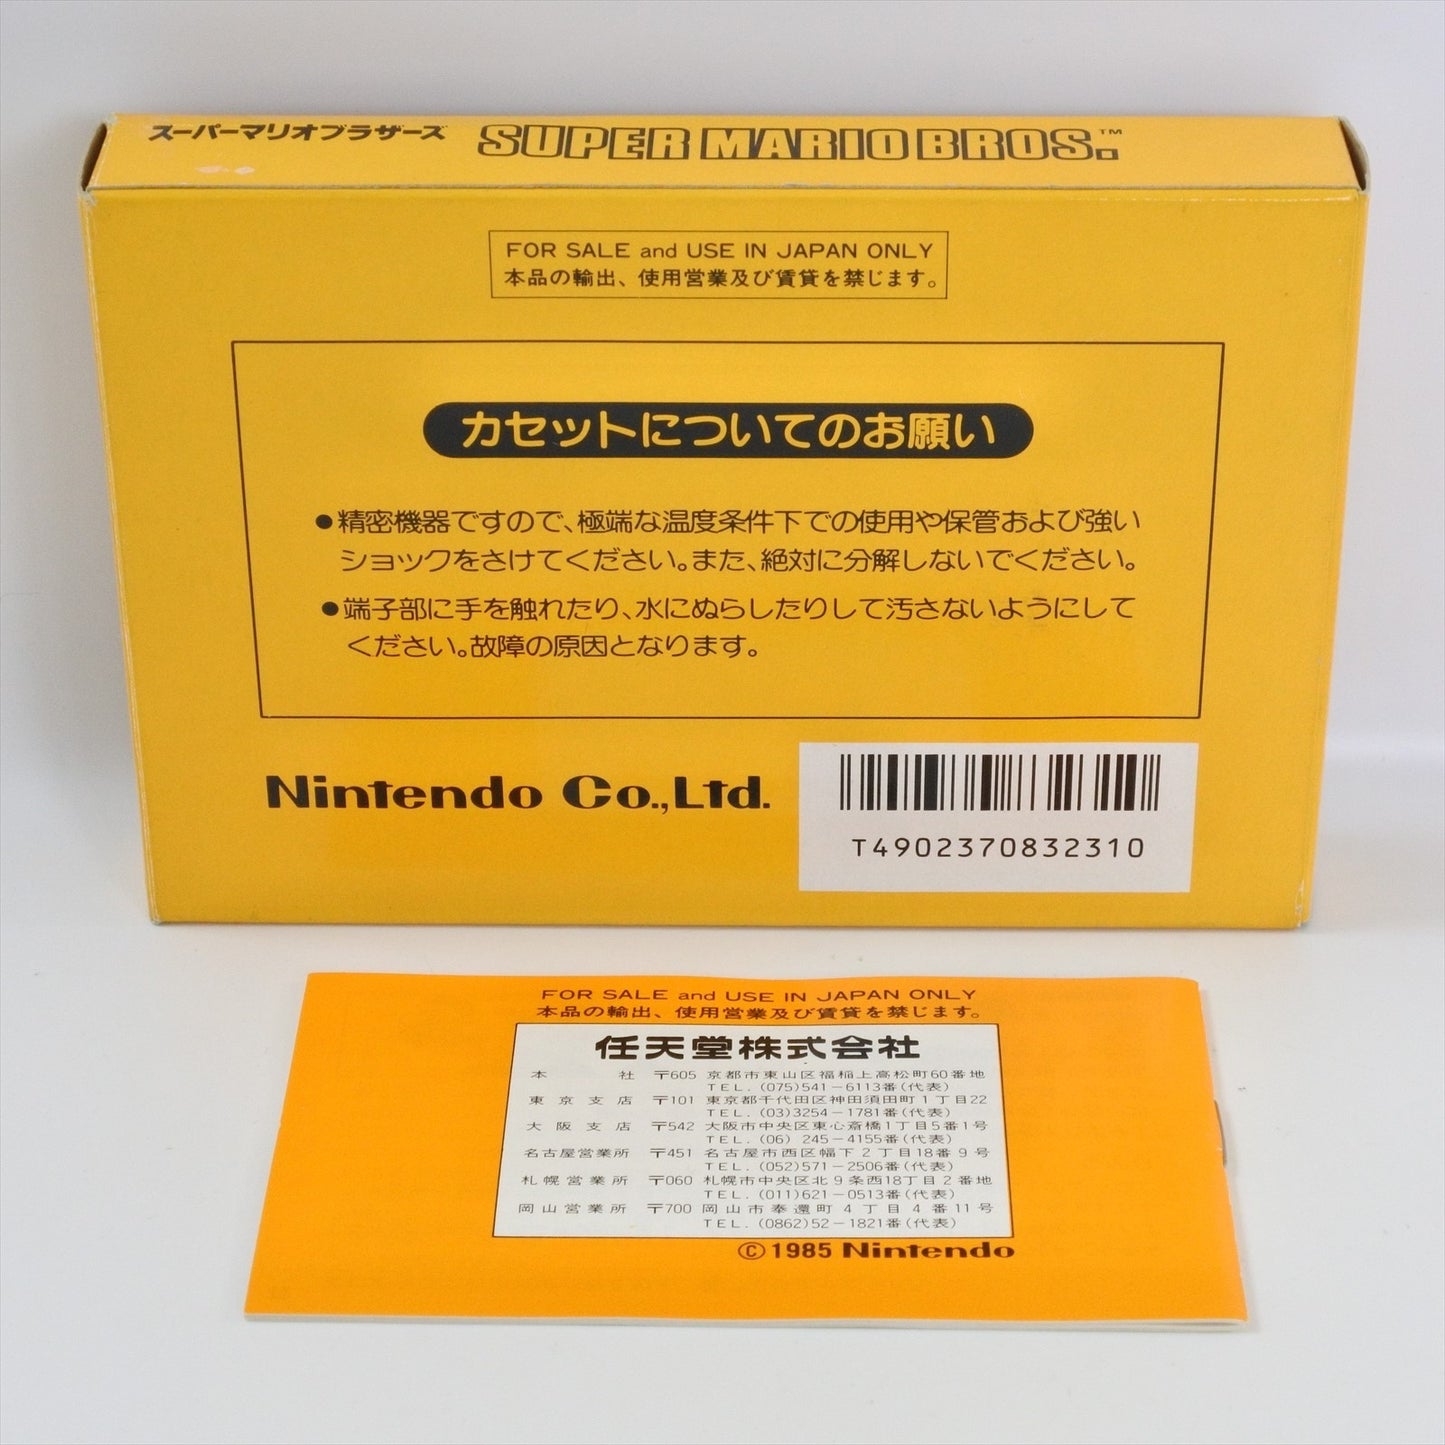 スーパーマリオブラザーズ SUPER MARIO BROS.™
FOR SALE and USE IN JAPAN ONLY
本品の輸出、使用営業及び賃貸を禁じます。
カセットについてのお願い
●精密機器ですので、極端な温度条件下での使用や保管および強い
ショックをさけてください。また、絶対に分解しないでください。
●端子部に手を触れたり、水にぬらしたりして汚さないようにして
ください。故障の原因となります。
Nintendo Co.,Ltd.
T4902370832310
FOR SALE and USE IN JAPAN ONLY
本品の輸出、使用営業及び賃貸を禁じます。
任天堂株式会社
本社 〒605 京都市東山区福稲上高松町60番地
TEL.(075)541-6113番(代表)
東京支店 〒101 東京都千代田区神田須田町1丁目22
TEL.(03)3254-1781番(代表)
大阪支店 〒542 大阪市中央区東心斎橋1丁目5番1号
TEL.(06) 245-4155番(代表)
名古屋営業所 〒451 名古屋市西区幅下2丁目18番9号
TEL.(052)571-2506番(代表)
札幌営業所 〒060 札幌市中央区北9条西18丁目2番地
TEL.(011)621-0513番(代表)
岡山営業所 〒700 岡山市奉還町4丁目4番11号
TEL.(0862)52-1821番(代表)
©1985 Nintendo